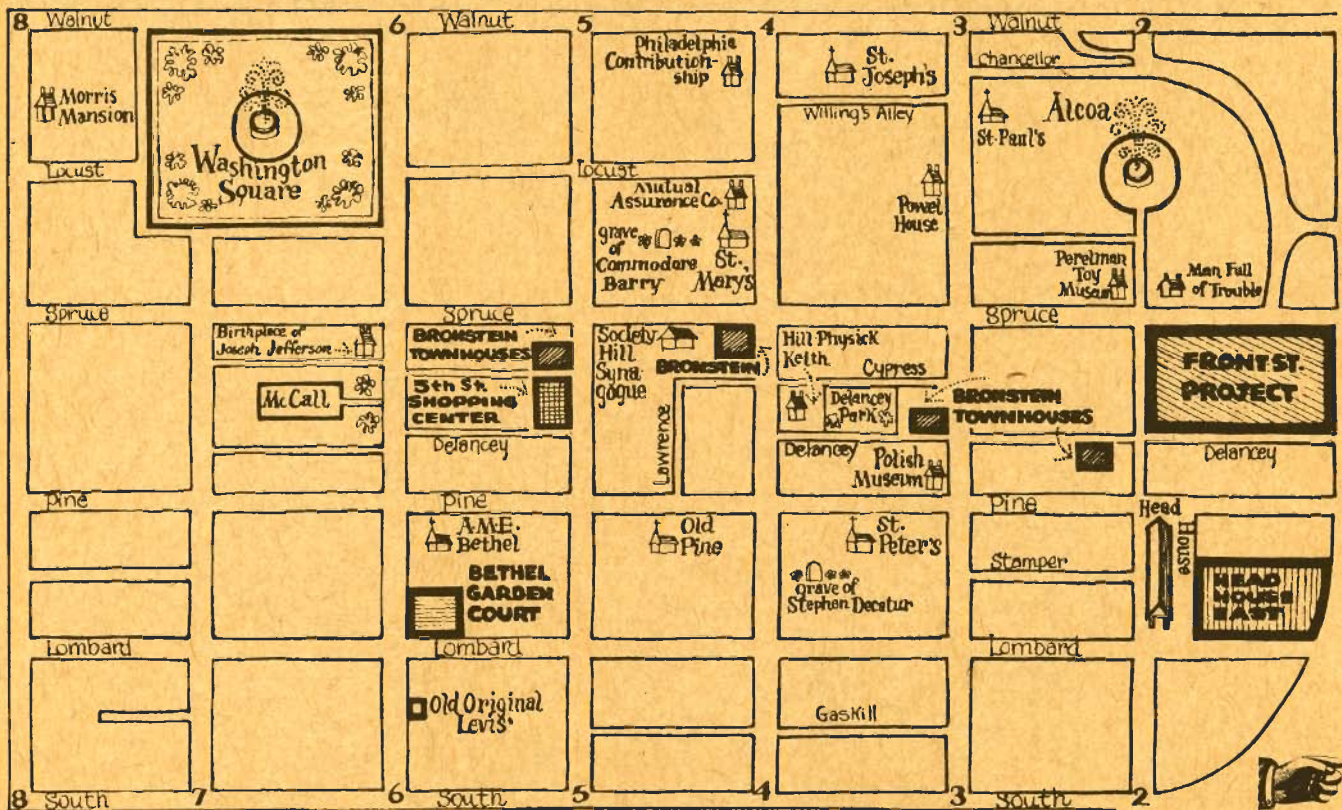 8 Walnut 6 Walnut 5 4 3 Walnut 2
Morris
Mansion
Washington
Square
Philadelphia
Contribution-
ship
St.
Joseph's
Willing's Alley
Chancellor
St. Paul's
Alcoa
Locust
Locust
Mutual
Assurance Co.
grave
of
Commodore
Barry
St.
Mary's
Powel
House
Perelman
Toy
Museum
Man Full
of Trouble
Spruce
Spruce
Spruce
Birthplace of
Joseph Jefferson
McCall
BRONSTEIN
TOWNHOUSES
5th St.
SHOPPING
CENTER
Delancey
Society
Hill
Syna
gogue
BRONSTEIN
Lawrence
Hill Physick
Keith
Cypress
Delancey
Park
BRONSTEIN
TOWNHOUSES
Delancey
Polish
Museum
FRONT ST.
PROJECT
Delancey
Pine
Pine
Pine
A.M.E.
Bethel
BETHEL
GARDEN
COURT
Old
Pine
St.
Peter's
grave of
Stephen Decatur
Stamper
Head
House
HEAD
HOUSE
EAST
Lombard
Lombard
Lombard
Old Original
Levis'
Gaskill
8 South 7 6 South 5 4 3 South 2